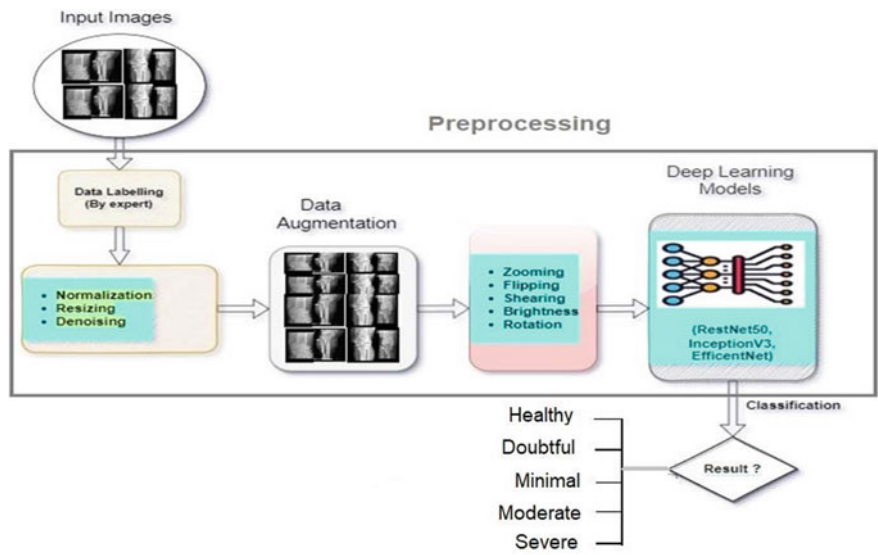 Input Images
Preprocessing
Data Labelling
(By expert)
• Normalization
• Resizing
• Denoising
Data
Augmentation
• Zooming
• Flipping
• Shearing
• Brightness
• Rotation
Deep Learning
Models
(RestNet50,
InceptionV3,
EfficentNet)
Classification
Result ?
Healthy
Doubtful
Minimal
Moderate
Severe